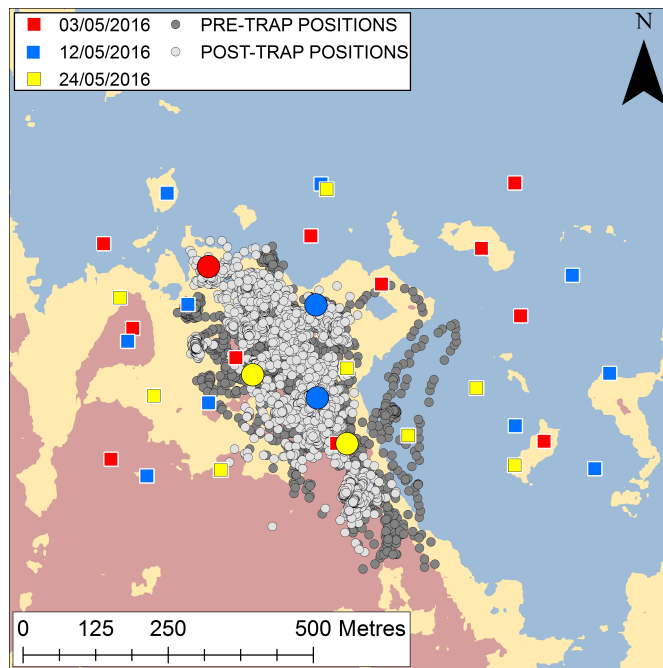 03/05/2016 PRE-TRAP POSITIONS
12/05/2016 POST-TRAP POSITIONS
24/05/2016
N
0 125 250 500 Metres